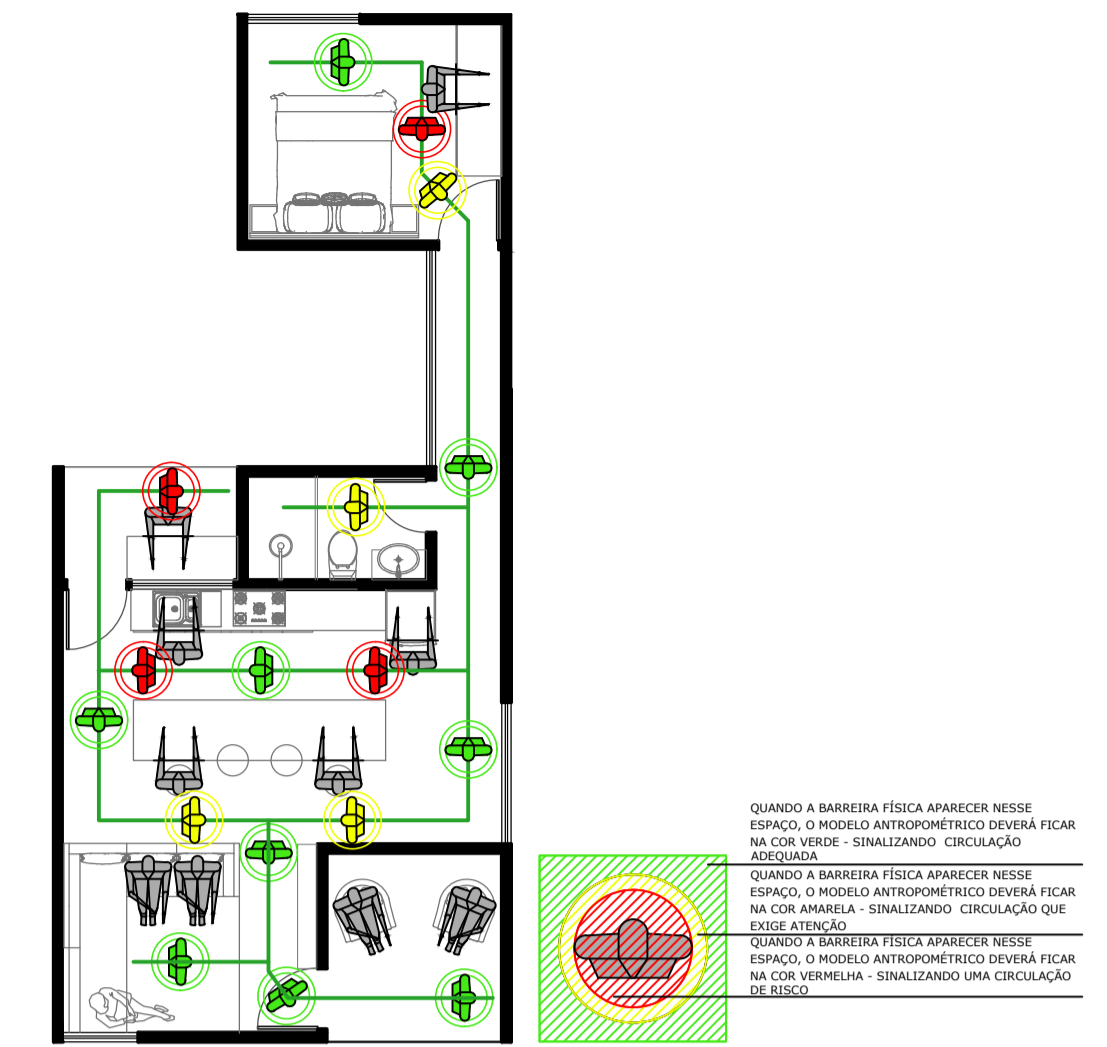 QUANDO A BARREIRA FÍSICA APARECER NESSE
ESPAÇO, O MODELO ANTROPOMÉTRICO DEVERÁ FICAR
NA COR VERDE - SINALIZANDO CIRCULAÇÃO
ADEQUADA
QUANDO A BARREIRA FÍSICA APARECER NESSE
ESPAÇO, O MODELO ANTROPOMÉTRICO DEVERÁ FICAR
NA COR AMARELA - SINALIZANDO CIRCULAÇÃO QUE
EXIGE ATENÇÃO
QUANDO A BARREIRA FÍSICA APARECER NESSE
ESPAÇO, O MODELO ANTROPOMÉTRICO DEVERÁ FICAR
NA COR VERMELHA - SINALIZANDO UMA CIRCULAÇÃO
DE RISCO